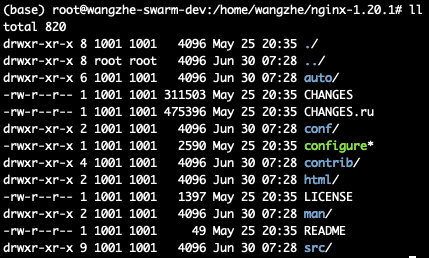 (base) root@wangzhe-swarm-dev:/home/wangzhe/nginx-1.20.1# ll
total 820
drwxr-xr-x 8 1001 1001   4096 May 25 20:35 ./
drwxr-xr-x 8 root root   4096 Jun 30 07:28 ../
drwxr-xr-x 6 1001 1001   4096 Jun 30 07:28 auto/
-rw-r--r-- 1 1001 1001 311503 May 25 20:35 CHANGES
-rw-r--r-- 1 1001 1001 475396 May 25 20:35 CHANGES.ru
drwxr-xr-x 2 1001 1001   4096 Jun 30 07:28 conf/
-rwxr-xr-x 1 1001 1001   2590 May 25 20:35 configure*
drwxr-xr-x 4 1001 1001   4096 Jun 30 07:28 contrib/
drwxr-xr-x 2 1001 1001   4096 Jun 30 07:28 html/
-rw-r--r-- 1 1001 1001   1397 May 25 20:35 LICENSE
drwxr-xr-x 2 1001 1001   4096 Jun 30 07:28 man/
-rw-r--r-- 1 1001 1001     49 May 25 20:35 README
drwxr-xr-x 9 1001 1001   4096 Jun 30 07:28 src/